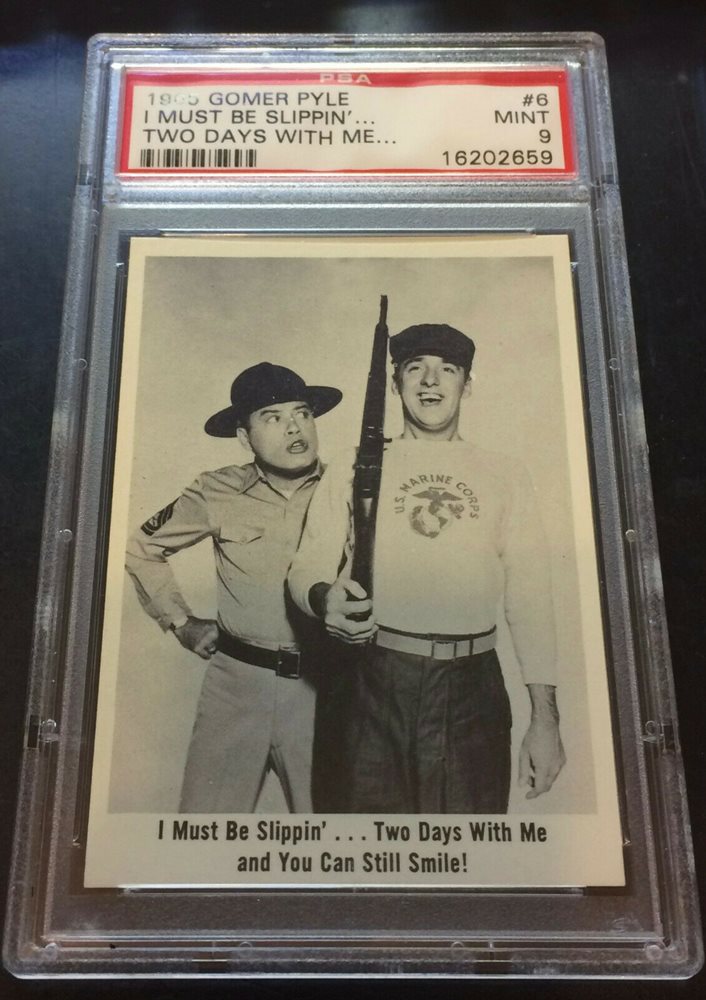 PSA
1965 GOMER PYLE #6
I MUST BE SLIPPIN'... MINT
TWO DAYS WITH ME... 9
16202659
U.S. MARINE CORPS
I Must Be Slippin' . . . Two Days With Me
and You Can Still Smile!